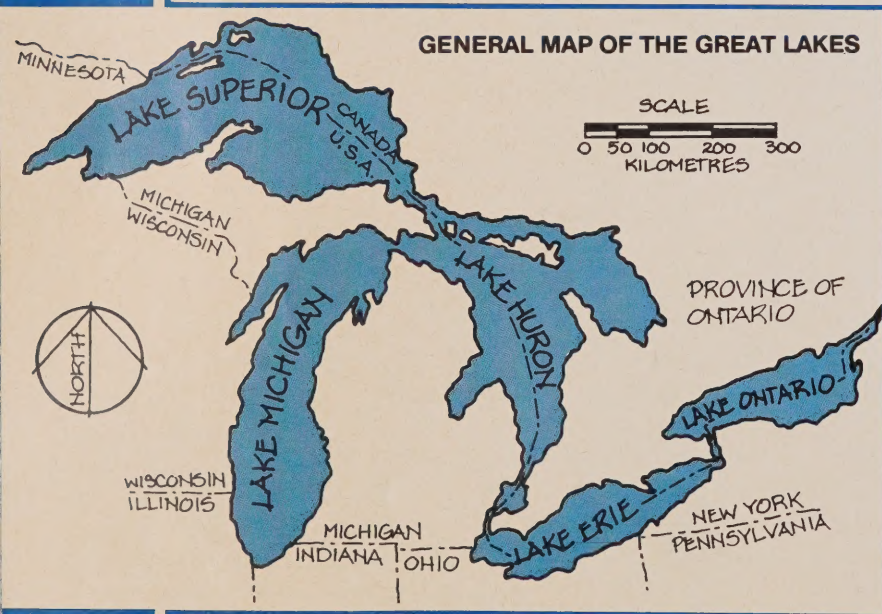 GENERAL MAP OF THE GREAT LAKES
MINNESOTA
LAKE SUPERIOR
CANADA
U.S.A.
SCALE
0 50 100 200 300
KILOMETRES
MICHIGAN
WISCONSIN
LAKE HURON
PROVINCE OF
ONTARIO
NORTH
LAKE MICHIGAN
LAKE ONTARIO
WISCONSIN
ILLINOIS
MICHIGAN
INDIANA
OHIO
LAKE ERIE
NEW YORK
PENNSYLVANIA